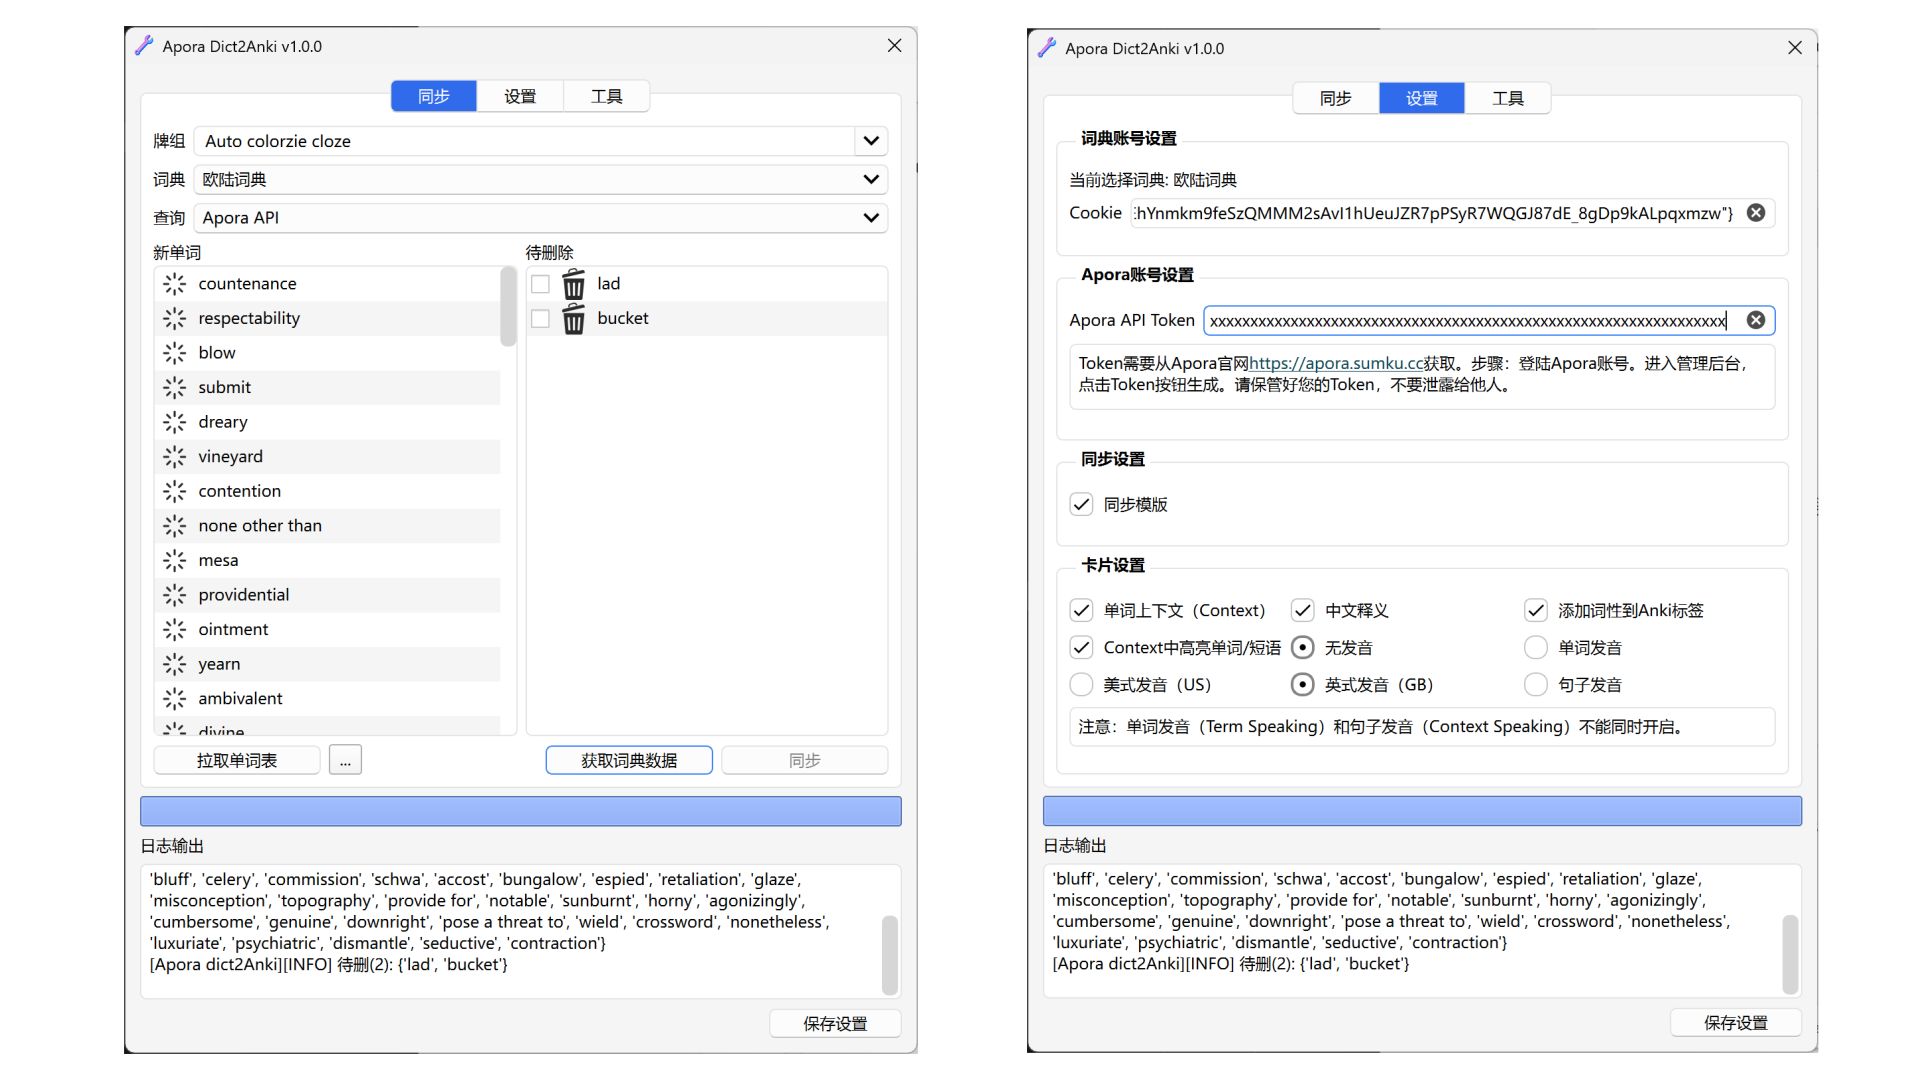 Apora Dict2Anki v1.0.0
同步 设置 工具
牌组 Auto colorzie cloze
词典 欧陆词典
查询 Apora API
新单词 待删除
countenance
respectability
blow
submit
dreary
vineyard
contention
none other than
mesa
providential
ointment
yearn
ambivalent
divine
lad
bucket
拉取单词表 ... 获取词典数据 同步
日志输出
'bluff', 'celery', 'commission', 'schwa', 'accost', 'bungalow', 'espied', 'retaliation', 'glaze',
'misconception', 'topography', 'provide for', 'notable', 'sunburnt', 'horny', 'agonizingly',
'cumbersome', 'genuine', 'downright', 'pose a threat to', 'wield', 'crossword', 'nonetheless',
'luxuriate', 'psychiatric', 'dismantle', 'seductive', 'contraction'}
[Apora dict2Anki][INFO] 待删(2): {'lad', 'bucket'}
保存设置
Apora Dict2Anki v1.0.0
同步 设置 工具
词典账号设置
当前选择词典: 欧陆词典
Cookie hYnmkm9feSzQMMM2sAvI1hUeuJZR7pPSyR7WQGJ87dE_8gDp9kALpqxmzw"}
Apora账号设置
Apora API Token xxxxxxxxxxxxxxxxxxxxxxxxxxxxxxxxxxxxxxxxxxxxxxxxxxxxxxxxxxxxxxxx
Token需要从Apora官网https://apora.sumku.cc获取。步骤：登陆Apora账号。进入管理后台，
点击Token按钮生成。请保管好您的Token，不要泄露给他人。
同步设置
同步模版
卡片设置
单词上下文（Context） 中文释义 添加词性到Anki标签
Context中高亮单词/短语 无发音 单词发音
美式发音（US） 英式发音（GB） 句子发音
注意：单词发音（Term Speaking）和句子发音（Context Speaking）不能同时开启。
日志输出
'bluff', 'celery', 'commission', 'schwa', 'accost', 'bungalow', 'espied', 'retaliation', 'glaze',
'misconception', 'topography', 'provide for', 'notable', 'sunburnt', 'horny', 'agonizingly',
'cumbersome', 'genuine', 'downright', 'pose a threat to', 'wield', 'crossword', 'nonetheless',
'luxuriate', 'psychiatric', 'dismantle', 'seductive', 'contraction'}
[Apora dict2Anki][INFO] 待删(2): {'lad', 'bucket'}
保存设置